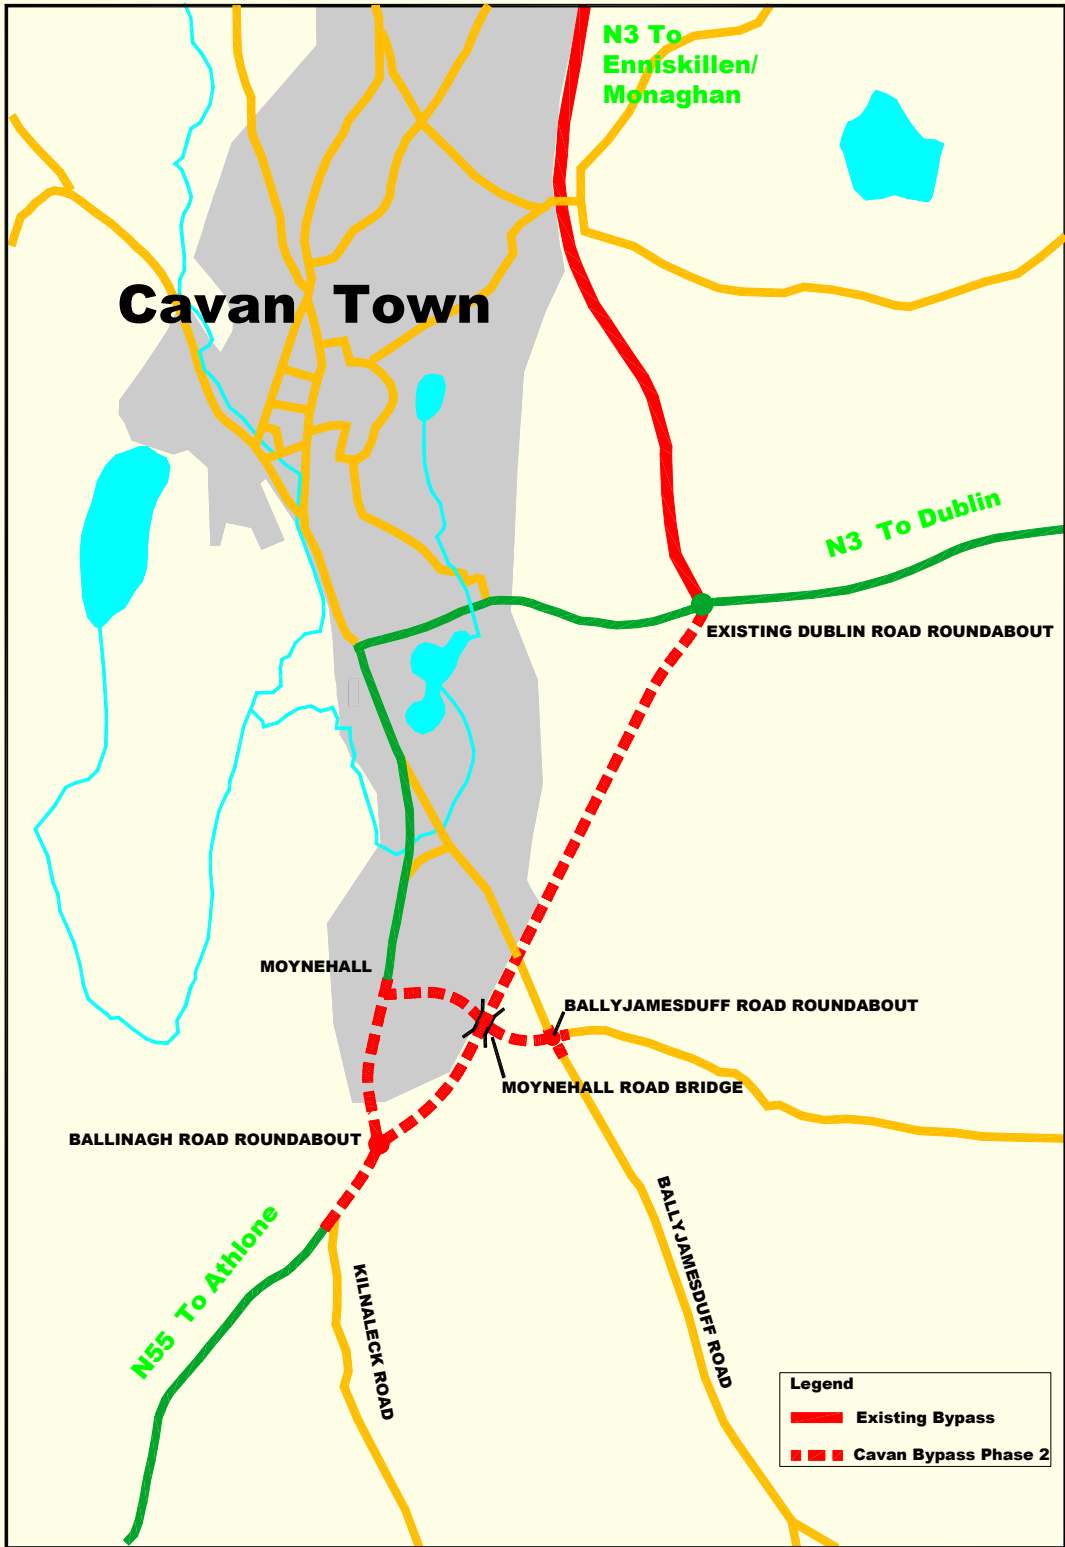 N3 To
Enniskillen/
Monaghan
Cavan Town
N3 To Dublin
EXISTING DUBLIN ROAD ROUNDABOUT
MOYNEHALL
BALLYJAMESDUFF ROAD ROUNDABOUT
MOYNEHALL ROAD BRIDGE
BALLINAGH ROAD ROUNDABOUT
N55 To Athlone
KILNALECK ROAD
BALLYJAMESDUFF ROAD
Legend
Existing Bypass
Cavan Bypass Phase 2